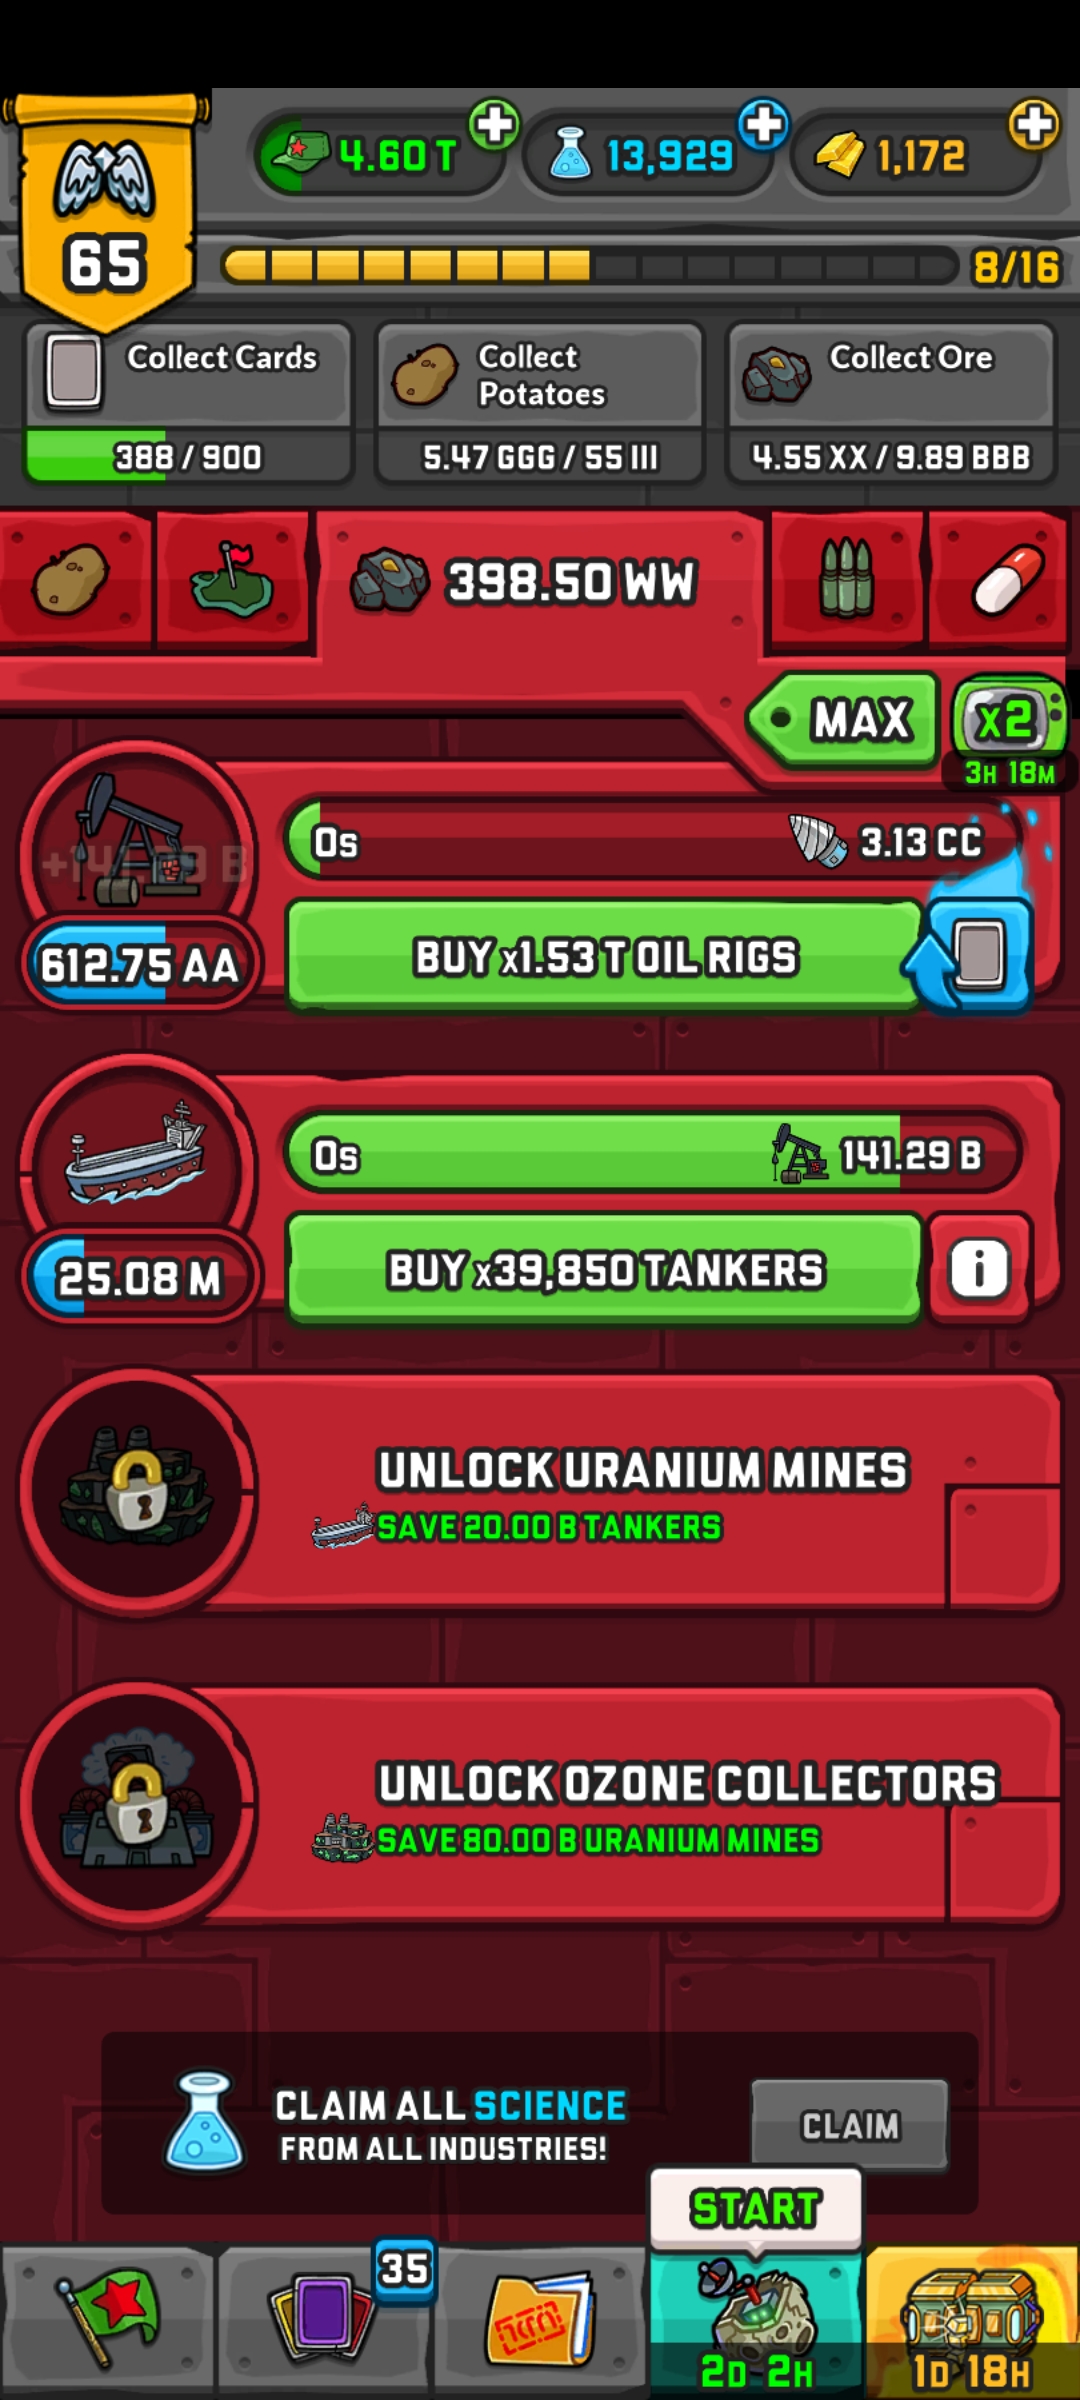 4.60 T
13,929
1,172
65
8/16
Collect Cards
388 / 900
Collect
Potatoes
5.47 GGG / 55 III
Collect Ore
4.55 XX / 9.89 BBB
398.50 WW
MAX
x2
3H 18M
+141.29 B
0s
3.13 CC
612.75 AA
BUY x1.53 T OIL RIGS
0s
141.29 B
25.08 M
BUY x39,850 TANKERS
i
UNLOCK URANIUM MINES
SAVE 20.00 B TANKERS
UNLOCK OZONE COLLECTORS
SAVE 80.00 B URANIUM MINES
CLAIM ALL SCIENCE
FROM ALL INDUSTRIES!
CLAIM
START
35
2D 2H
1D 18H